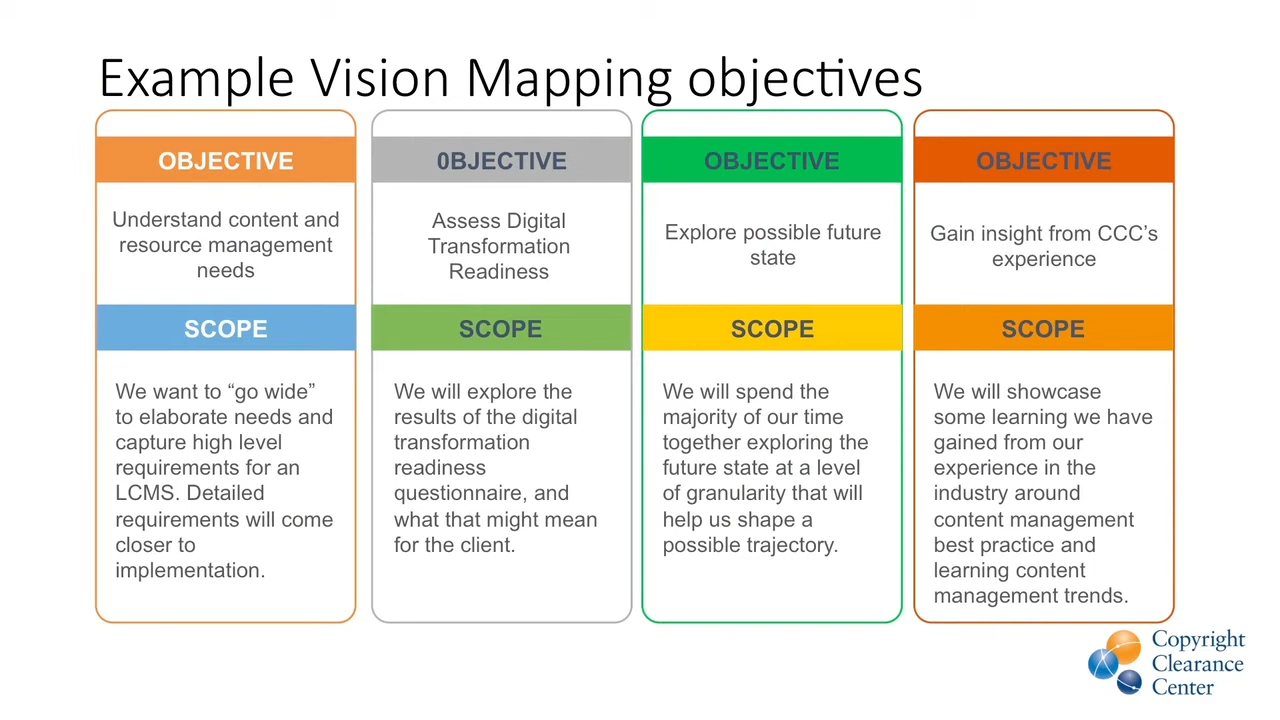 Example Vision Mapping objectives
OBJECTIVE
Understand content and
resource management
needs
SCOPE
We want to “go wide”
to elaborate needs and
capture high level
requirements for an
LCMS. Detailed
requirements will come
closer to
implementation.
0BJECTIVE
Assess Digital
Transformation
Readiness
SCOPE
We will explore the
results of the digital
transformation
readiness
questionnaire, and
what that might mean
for the client.
OBJECTIVE
Explore possible future
state
SCOPE
We will spend the
majority of our time
together exploring the
future state at a level
of granularity that will
help us shape a
possible trajectory.
OBJECTIVE
Gain insight from CCC’s
experience
SCOPE
We will showcase
some learning we have
gained from our
experience in the
industry around
content management
best practice and
learning content
management trends.
Copyright
Clearance
Center